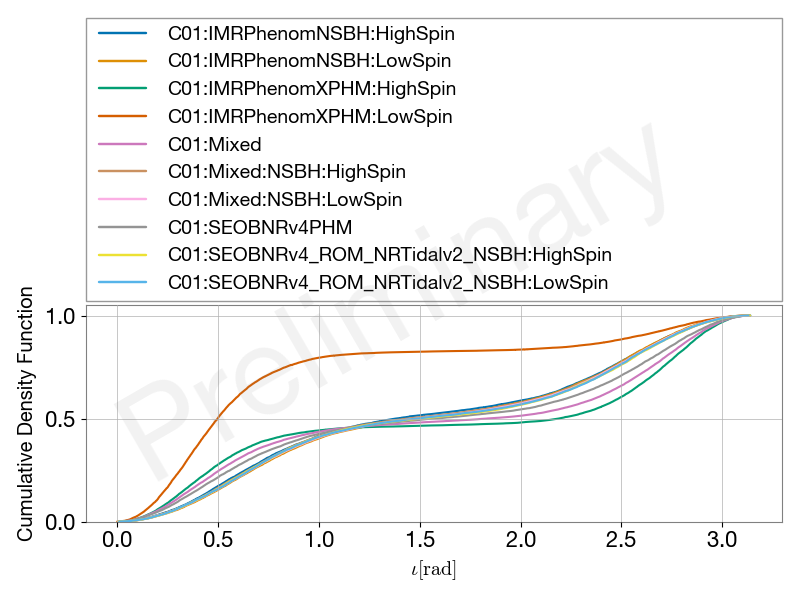 C01:IMRPhenomNSBH:HighSpin
C01:IMRPhenomNSBH:LowSpin
C01:IMRPhenomXPHM:HighSpin
C01:IMRPhenomXPHM:LowSpin
C01:Mixed
C01:Mixed:NSBH:HighSpin
C01:Mixed:NSBH:LowSpin
C01:SEOBNRv4PHM
C01:SEOBNRv4_ROM_NRTidalv2_NSBH:HighSpin
C01:SEOBNRv4_ROM_NRTidalv2_NSBH:LowSpin
Preliminary
Cumulative Density Function
1.0
0.5
0.0
0.0 0.5 1.0 1.5 2.0 2.5 3.0
ι[rad]